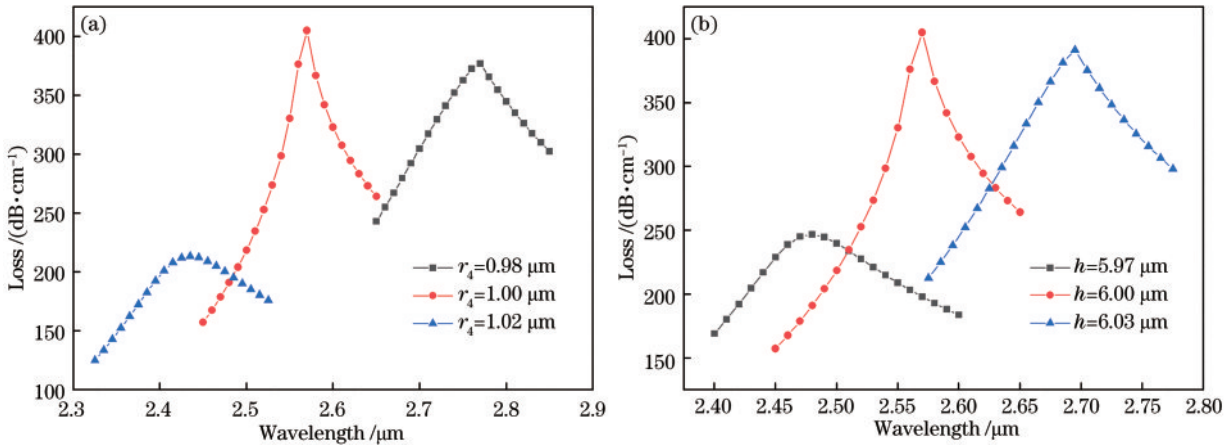 (a)
400
350
300
250
200
150
100
Loss /(dB·cm⁻¹)
r₄=0.98 μm
r₄=1.00 μm
r₄=1.02 μm
2.3 2.4 2.5 2.6 2.7 2.8 2.9
Wavelength /μm
(b)
400
350
300
250
200
150
Loss /(dB·cm⁻¹)
h=5.97 μm
h=6.00 μm
h=6.03 μm
2.40 2.45 2.50 2.55 2.60 2.65 2.70 2.75 2.80
Wavelength /μm